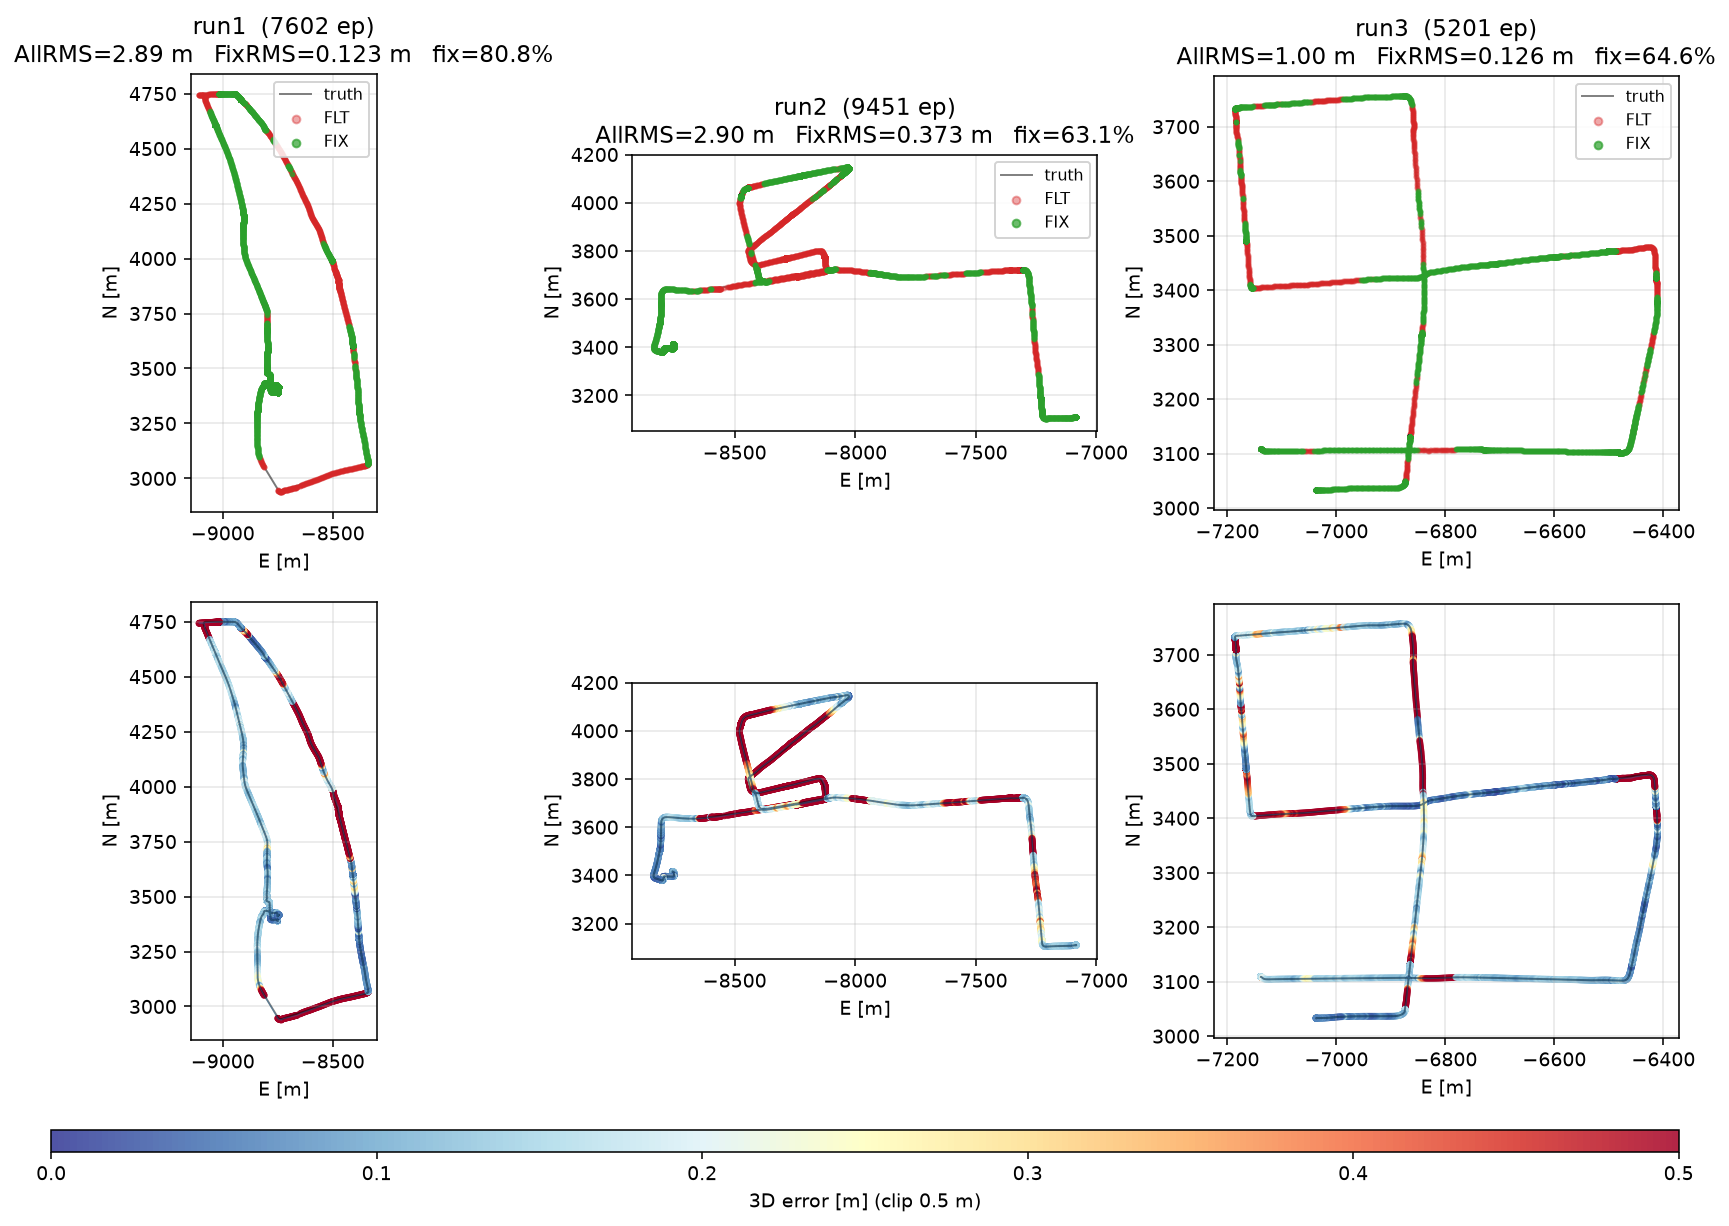 run1  (7602 ep)
AllRMS=2.89 m   FixRMS=0.123 m   fix=80.8%
truth
FLT
FIX
4750
4500
4250
4000
3750
3500
3250
3000
N [m]
−9000
−8500
E [m]
run2  (9451 ep)
AllRMS=2.90 m   FixRMS=0.373 m   fix=63.1%
truth
FLT
FIX
4200
4000
3800
3600
3400
3200
N [m]
−8500
−8000
−7500
−7000
E [m]
run3  (5201 ep)
AllRMS=1.00 m   FixRMS=0.126 m   fix=64.6%
truth
FLT
FIX
3700
3600
3500
3400
3300
3200
3100
3000
N [m]
−7200
−7000
−6800
−6600
−6400
E [m]
4750
4500
4250
4000
3750
3500
3250
3000
N [m]
−9000
−8500
E [m]
4200
4000
3800
3600
3400
3200
N [m]
−8500
−8000
−7500
−7000
E [m]
3700
3600
3500
3400
3300
3200
3100
3000
N [m]
−7200
−7000
−6800
−6600
−6400
E [m]
0.0
0.1
0.2
0.3
0.4
0.5
3D error [m] (clip 0.5 m)